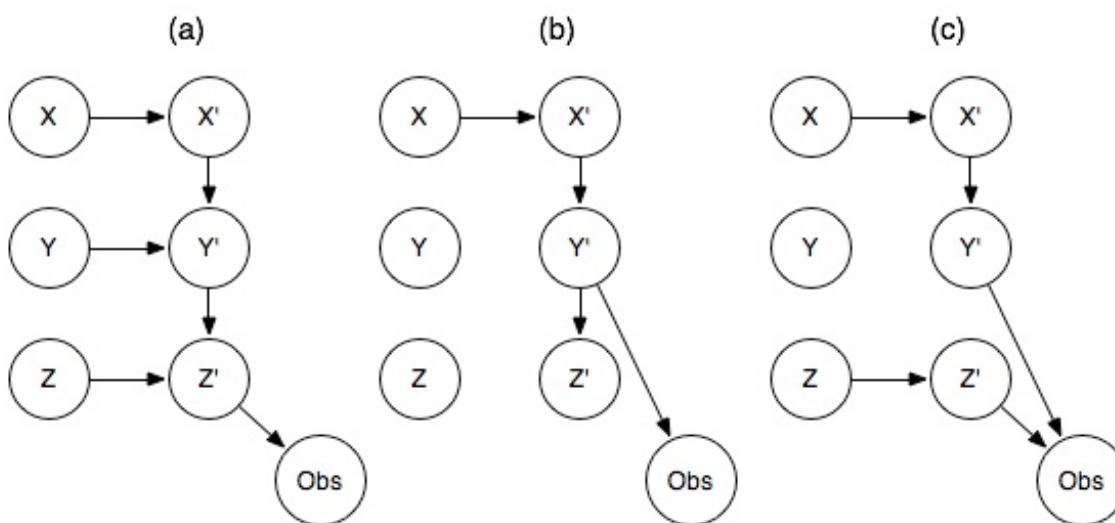 (a) (b) (c)
X X' X X' X X'
Y Y' Y Y' Y Y'
Z Z' Z Z' Z Z'
Obs Obs Obs